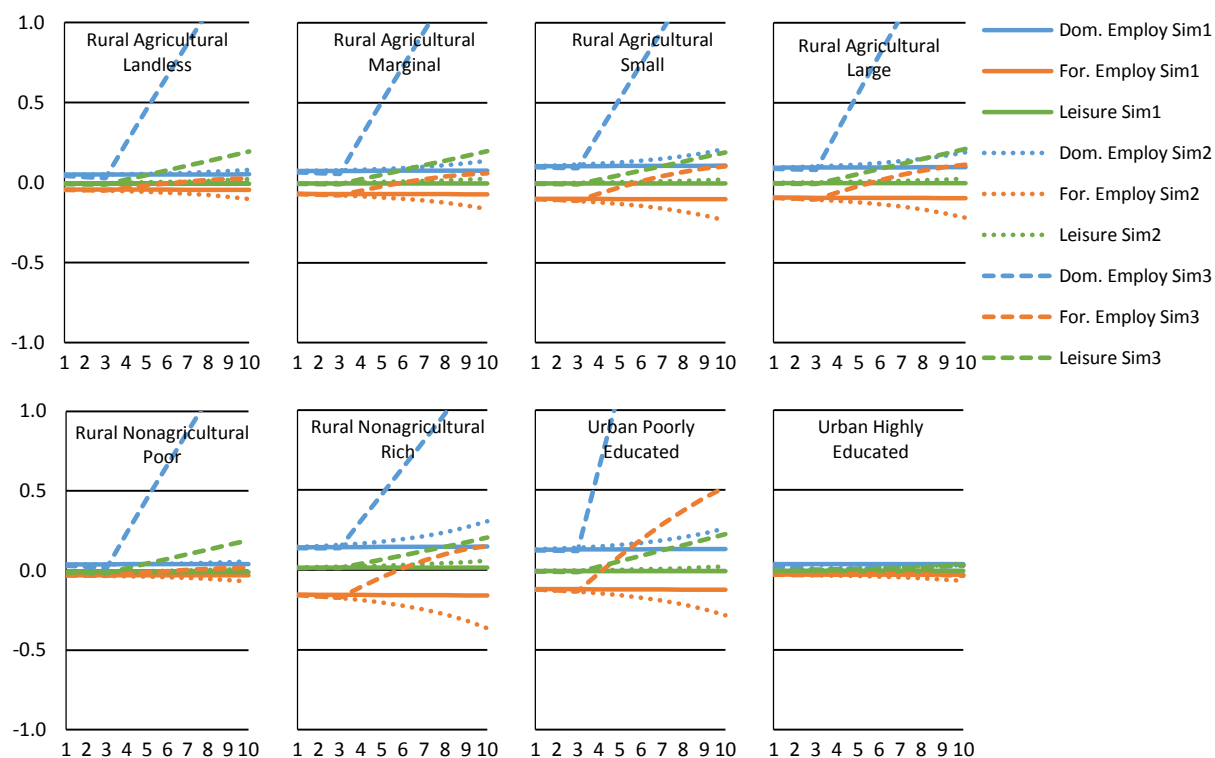 1.0
0.5
0.0
-0.5
-1.0
Rural Agricultural
Landless
1 2 3 4 5 6 7 8 9 10
Rural Agricultural
Marginal
1 2 3 4 5 6 7 8 9 10
Rural Agricultural
Small
1 2 3 4 5 6 7 8 9 10
Rural Agricultural
Large
1 2 3 4 5 6 7 8 9 10
Dom. Employ Sim1
For. Employ Sim1
Leisure Sim1
Dom. Employ Sim2
For. Employ Sim2
Leisure Sim2
Dom. Employ Sim3
For. Employ Sim3
Leisure Sim3
1.0
0.5
0.0
-0.5
-1.0
Rural Nonagricultural
Poor
1 2 3 4 5 6 7 8 9 10
Rural Nonagricultural
Rich
1 2 3 4 5 6 7 8 9 10
Urban Poorly
Educated
1 2 3 4 5 6 7 8 9 10
Urban Highly
Educated
1 2 3 4 5 6 7 8 9 10